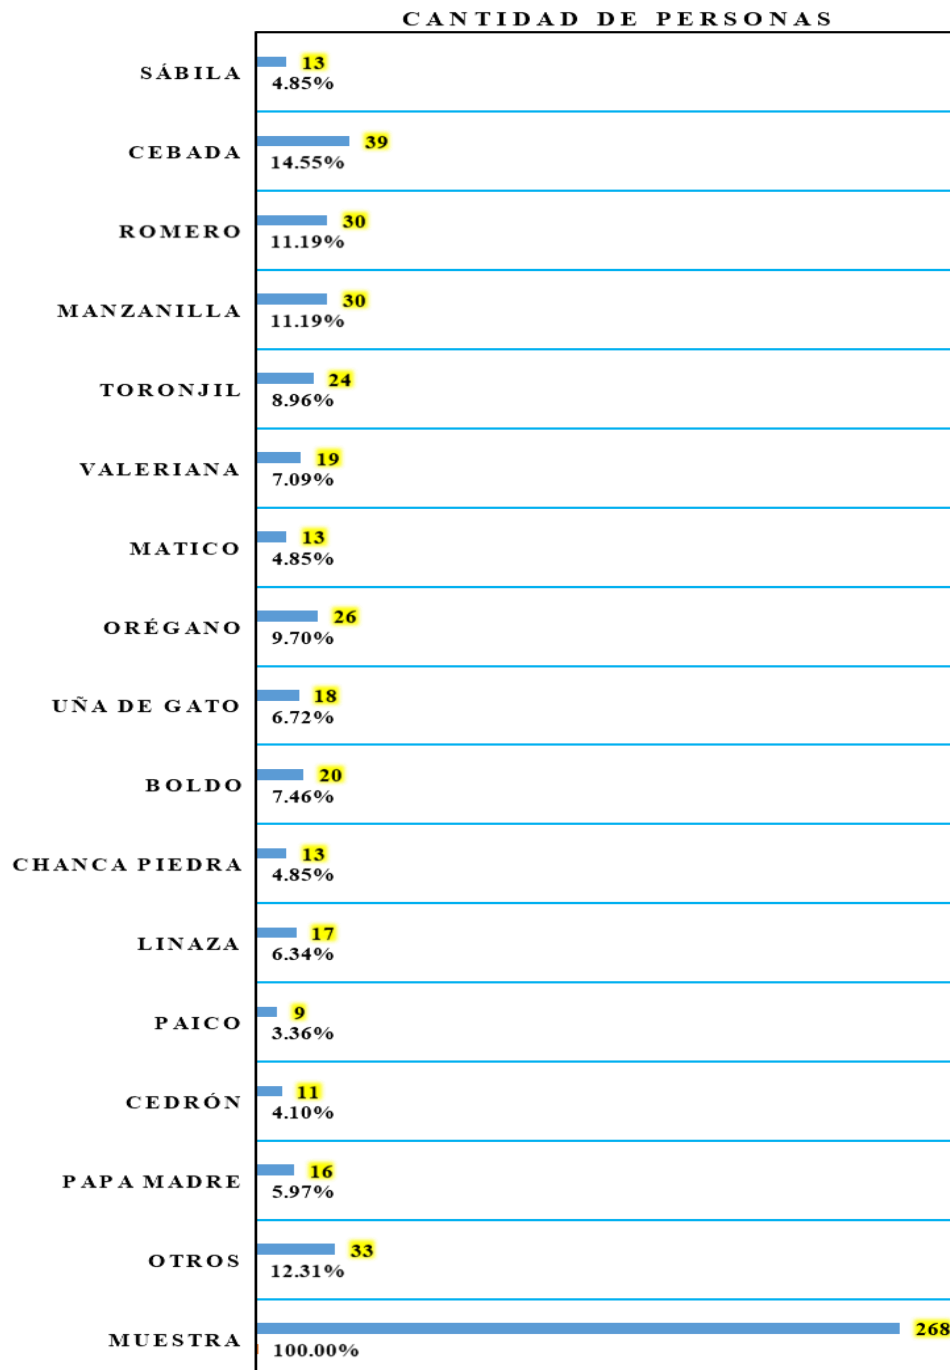 CANTIDAD DE PERSONAS
SÁBILA
13
4.85%
CEBADA
39
14.55%
ROMERO
30
11.19%
MANZANILLA
30
11.19%
TORONJIL
24
8.96%
VALERIANA
19
7.09%
MATICO
13
4.85%
ORÉGANO
26
9.70%
UÑA DE GATO
18
6.72%
BOLDO
20
7.46%
CHANCA PIEDRA
13
4.85%
LINAZA
17
6.34%
PAICO
9
3.36%
CEDRÓN
11
4.10%
PAPA MADRE
16
5.97%
OTROS
33
12.31%
MUESTRA
268
100.00%